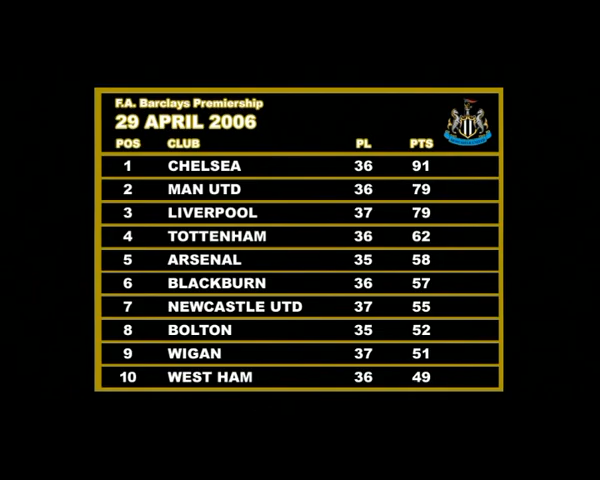 F.A. Barclays Premiership
29 APRIL 2006
POS CLUB PL PTS
1 CHELSEA 36 91
2 MAN UTD 36 79
3 LIVERPOOL 37 79
4 TOTTENHAM 36 62
5 ARSENAL 35 58
6 BLACKBURN 36 57
7 NEWCASTLE UTD 37 55
8 BOLTON 35 52
9 WIGAN 37 51
10 WEST HAM 36 49